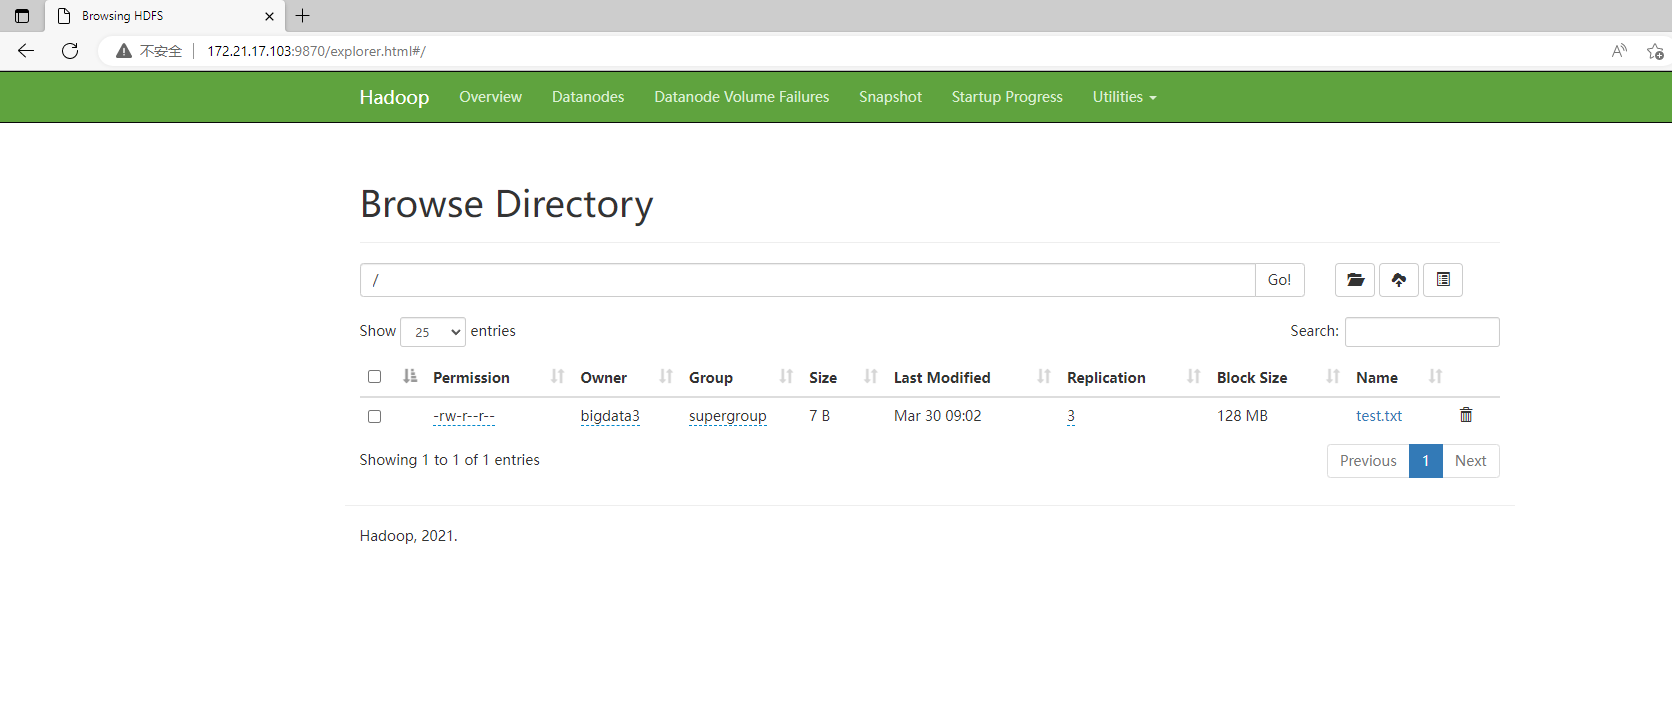 Browsing HDFS
不安全 172.21.17.103:9870/explorer.html#/
Hadoop Overview Datanodes Datanode Volume Failures Snapshot Startup Progress Utilities
Browse Directory
/ Go!
Show 25 entries Search:
Permission Owner Group Size Last Modified Replication Block Size Name
-rw-r--r-- bigdata3 supergroup 7 B Mar 30 09:02 3 128 MB test.txt
Showing 1 to 1 of 1 entries Previous 1 Next
Hadoop, 2021.